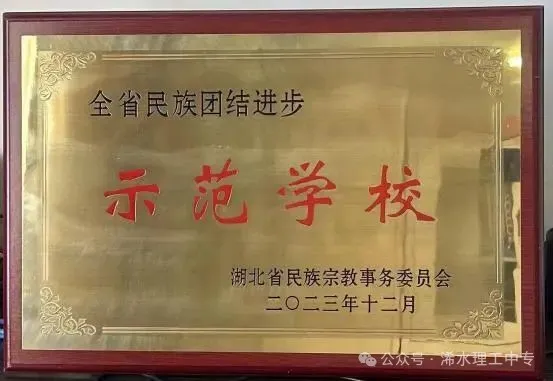 全省民族团结进步
示范学校
湖北省民族宗教事务委员会
二〇二三年十二月
公众号·浠水理工中专